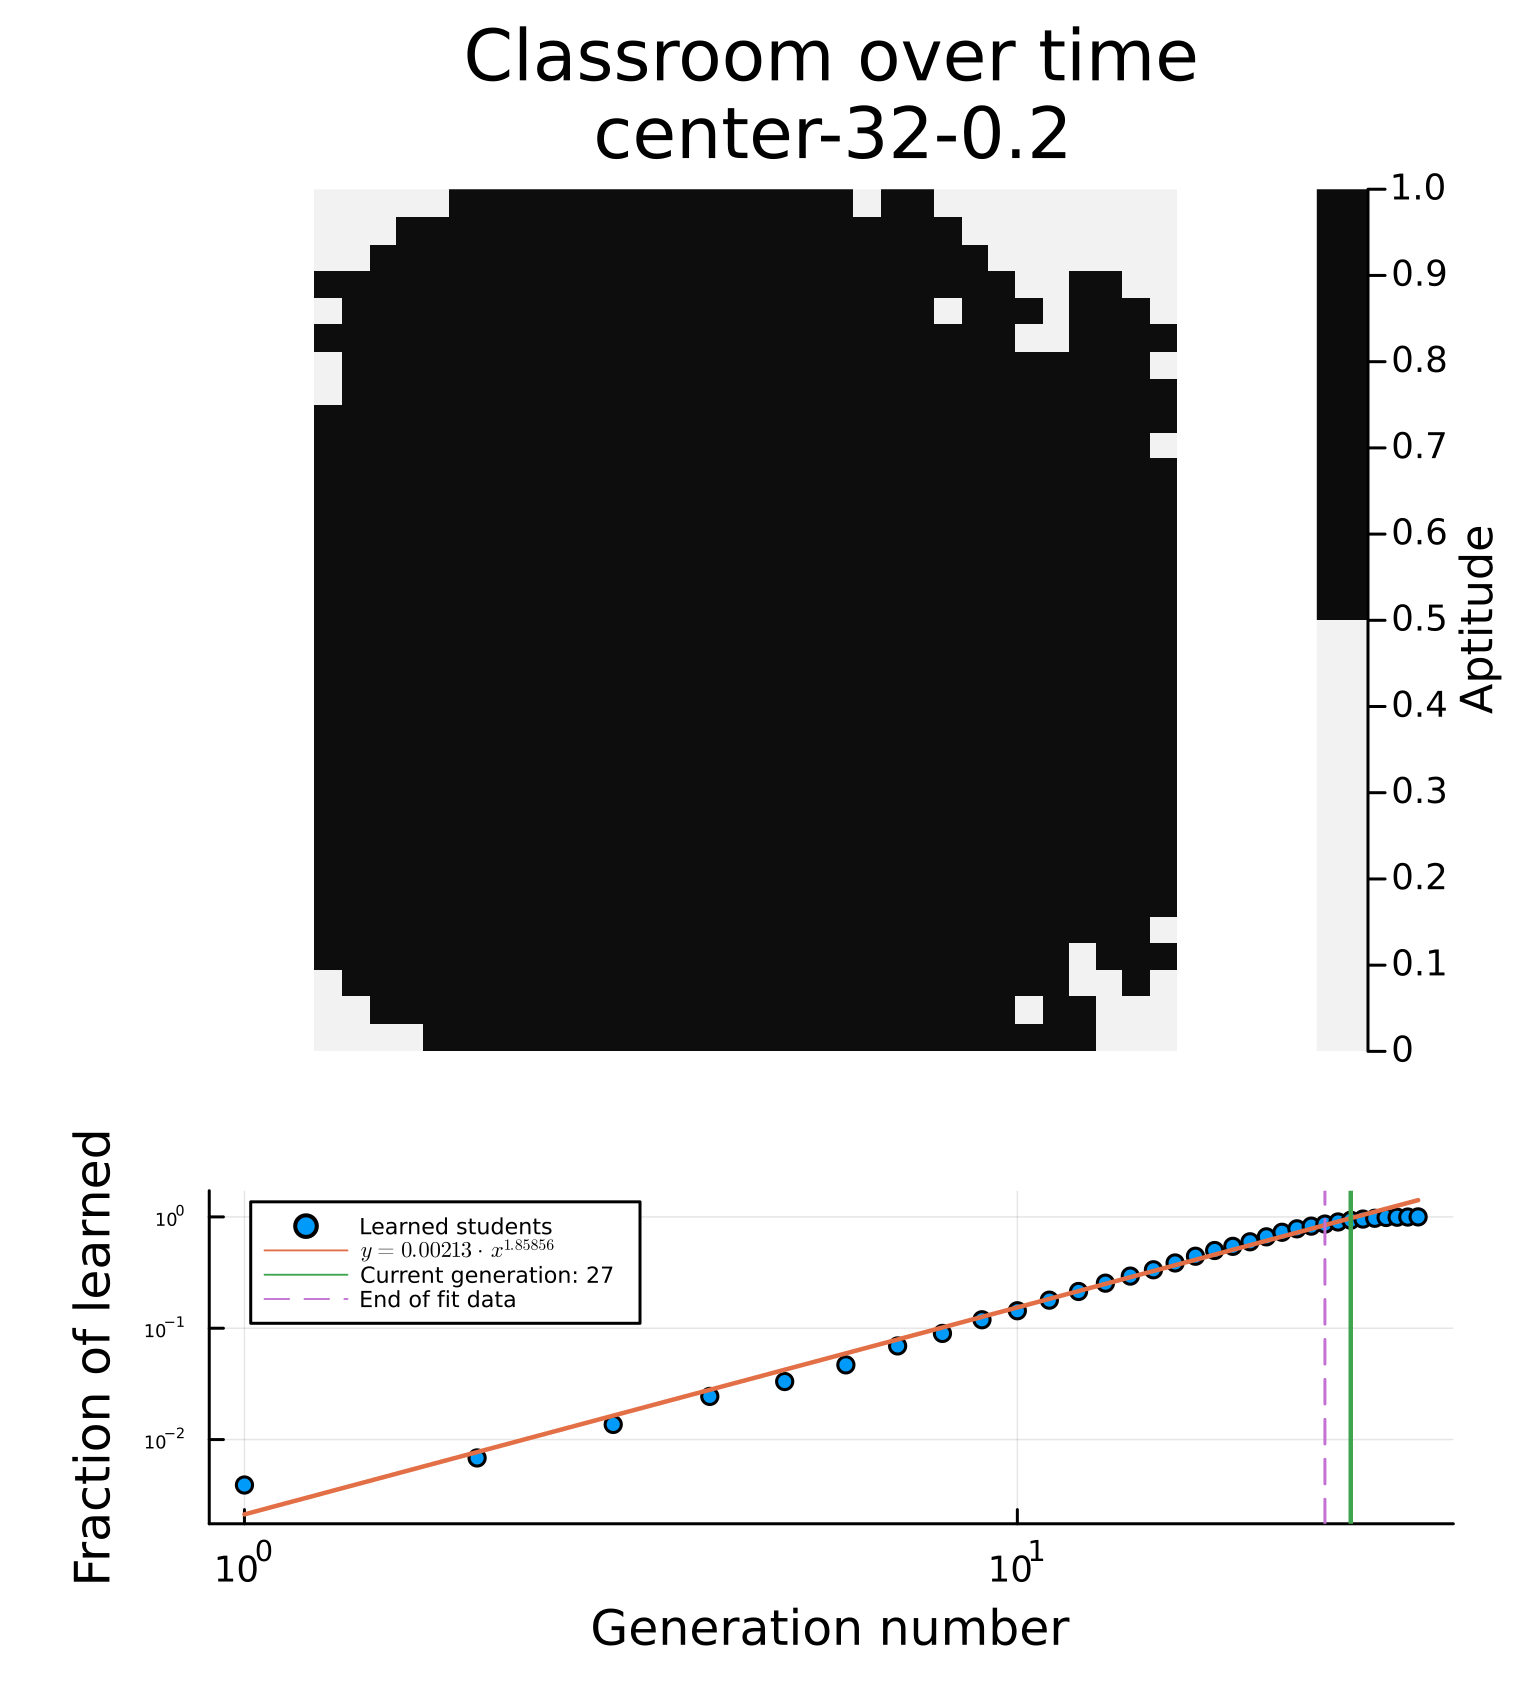 Classroom over time
center-32-0.2
1.0
0.9
0.8
0.7
0.6
0.5
0.4
0.3
0.2
0.1
0
Aptitude
Fraction of learned
10⁰
10⁻¹
10⁻²
Learned students
y = 0.00213 · x^1.85856
Current generation: 27
End of fit data
10⁰
10¹
Generation number